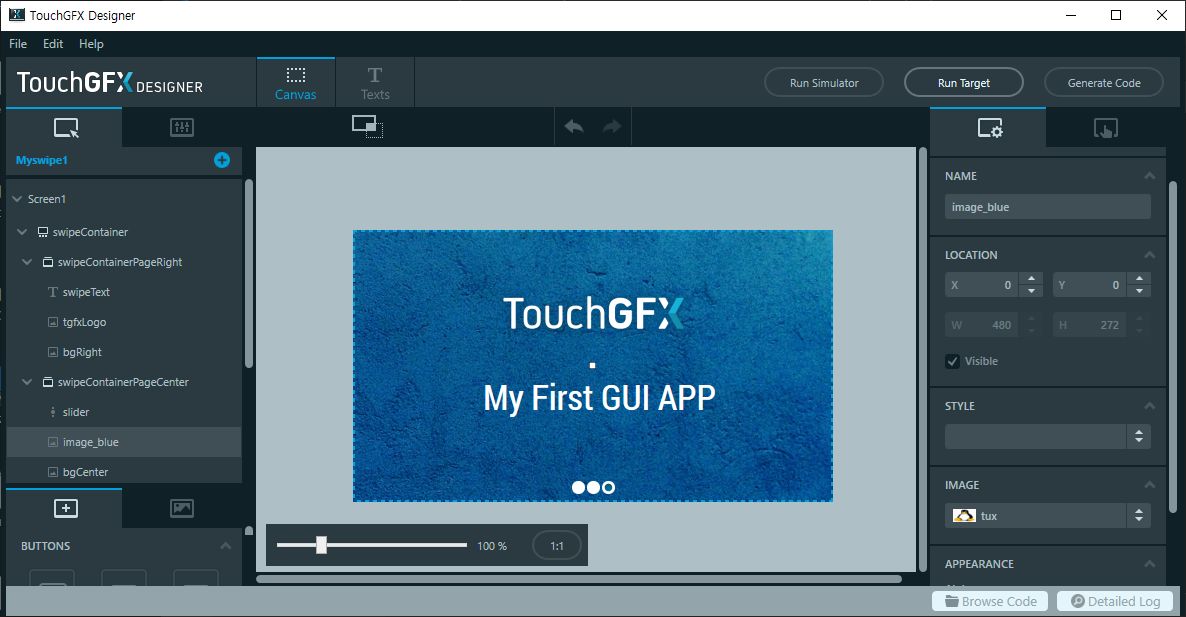 TouchGFX Designer
File Edit Help
TouchGFX DESIGNER
Canvas
Texts
Run Simulator
Run Target
Generate Code
Myswipe1
Screen1
swipeContainer
swipeContainerPageRight
swipeText
tgfxLogo
bgRight
swipeContainerPageCenter
slider
image_blue
bgCenter
BUTTONS
TouchGFX
.
My First GUI APP
100 %
1:1
NAME
image_blue
LOCATION
X 0 Y 0
W 480 H 272
Visible
STYLE
IMAGE
tux
APPEARANCE
Browse Code
Detailed Log